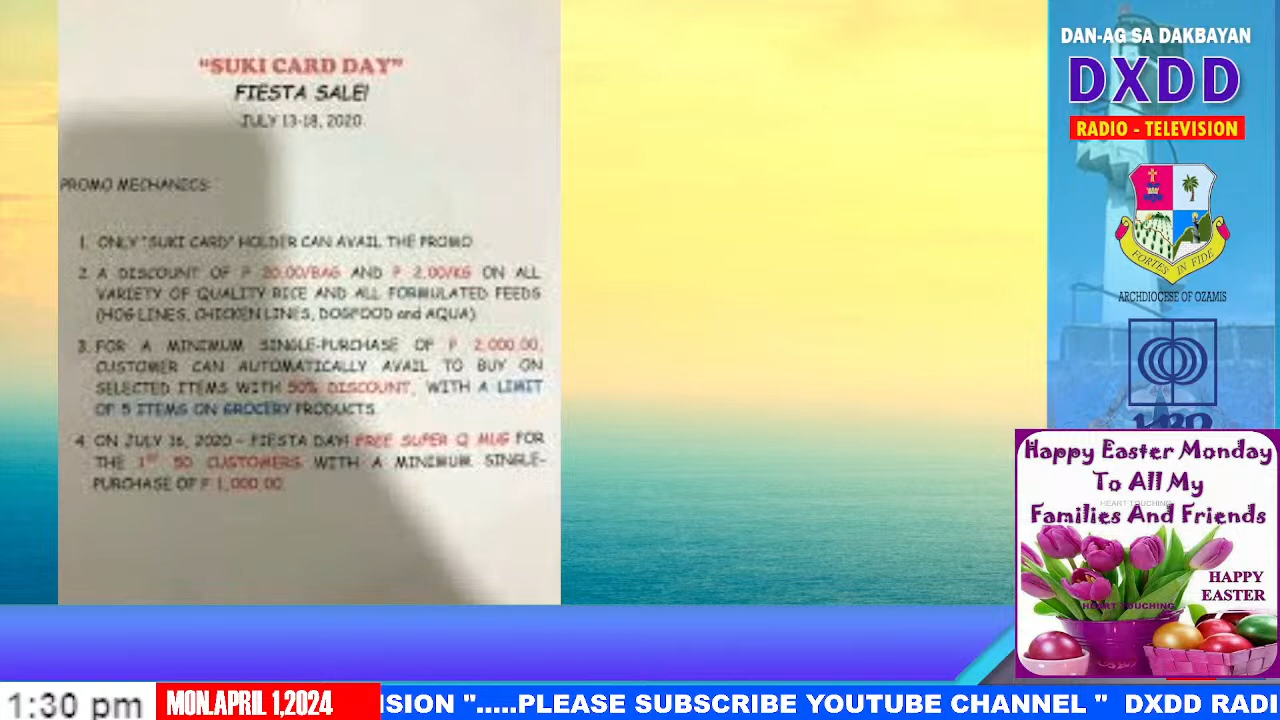 "SUKI CARD DAY"
FIESTA SALE!
JULY 13-18, 2020
PROMO MECHANICS:
1. ONLY "SUKI CARD" HOLDER CAN AVAIL THE PROMO
2. A DISCOUNT OF P 20.00/BAG AND P 2.00/KG ON ALL
VARIETY OF QUALITY RICE AND ALL FORMULATED FEEDS
(HOG LINES, CHICKEN LINES, DOGFOOD and AQUA)
3. FOR A MINIMUM SINGLE-PURCHASE OF P 2,000.00,
CUSTOMER CAN AUTOMATICALLY AVAIL TO BUY ON
SELECTED ITEMS WITH 50% DISCOUNT, WITH A LIMIT
OF 5 ITEMS ON GROCERY PRODUCTS.
4. ON JULY 16, 2020 - FIESTA DAY! FREE SUPER Q MUG FOR
THE 1ST 50 CUSTOMERS WITH A MINIMUM SINGLE-
PURCHASE OF P 1,000.00
DAN-AG SA DAKBAYAN
DXDD
RADIO - TELEVISION
FORTES IN FIDE
ARCHDIOCESE OF OZAMIS
Happy Easter Monday
To All My
HEART TOUCHING
Families And Friends
HAPPY
EASTER
HEART TOUCHING
1:30 pm
MON.APRIL 1,2024
ISION ".....PLEASE SUBSCRIBE YOUTUBE CHANNEL " DXDD RADI